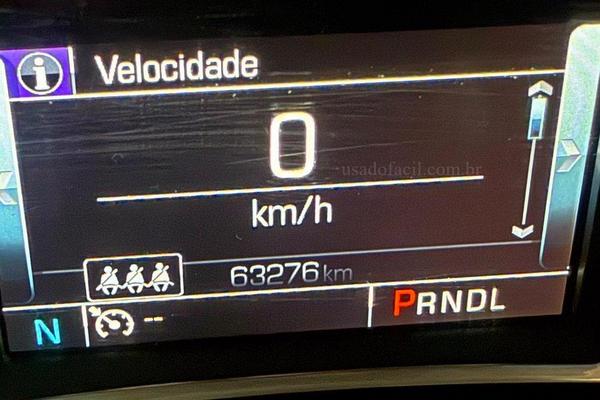 Velocidade
0
usadofacil.com.br
km/h
63276 km
N
--
PRNDL